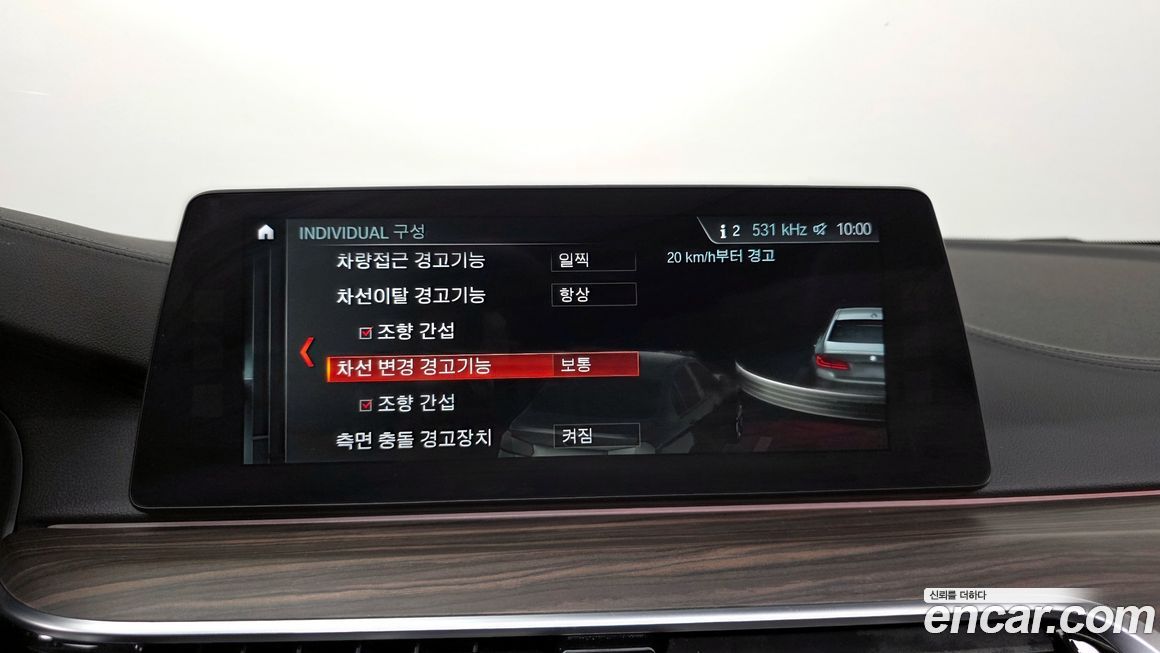 INDIVIDUAL 구성
i 2 531 kHz 10:00
차량접근 경고기능 일찍
20 km/h부터 경고
차선이탈 경고기능 항상
조향 간섭
차선 변경 경고기능 보통
조향 간섭
측면 충돌 경고장치 켜짐
신뢰를 더하다
encar.com